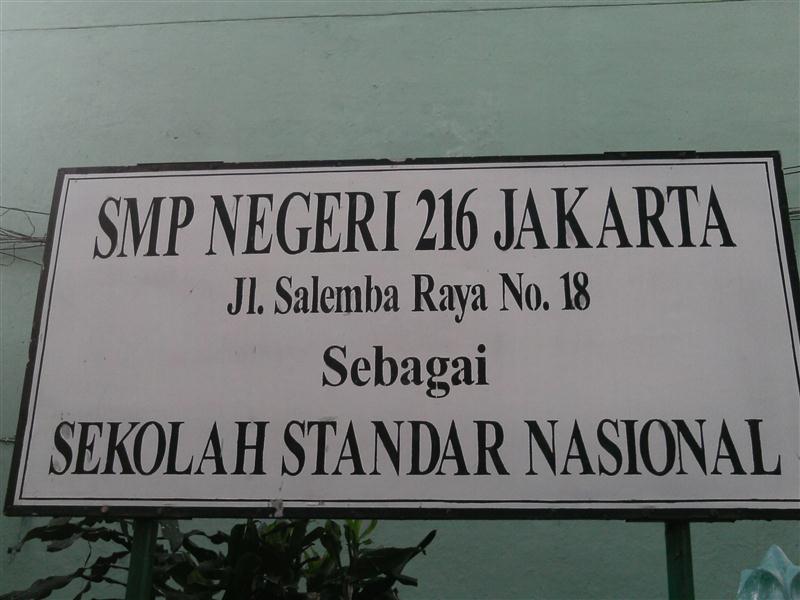 SMP NEGERI 216 JAKARTA
Jl. Salemba Raya No. 18
Sebagai
SEKOLAH STANDAR NASIONAL